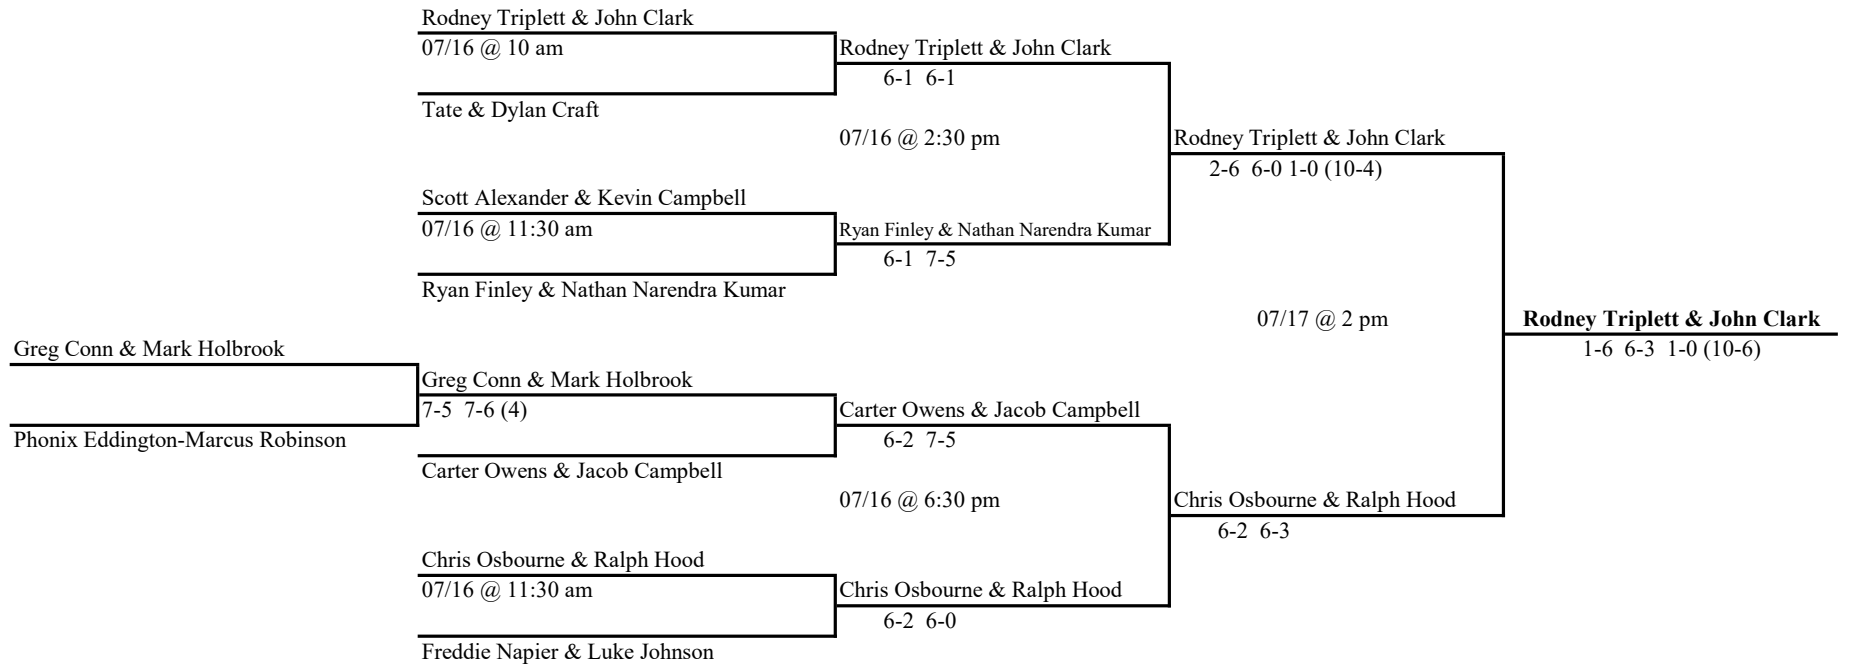 Rodney Triplett & John Clark
07/16 @ 10 am
Rodney Triplett & John Clark
6-1 6-1
Tate & Dylan Craft
07/16 @ 2:30 pm
Rodney Triplett & John Clark
2-6 6-0 1-0 (10-4)
Scott Alexander & Kevin Campbell
07/16 @ 11:30 am
Ryan Finley & Nathan Narendra Kumar
6-1 7-5
Ryan Finley & Nathan Narendra Kumar
07/17 @ 2 pm
Rodney Triplett & John Clark
1-6 6-3 1-0 (10-6)
Greg Conn & Mark Holbrook
Greg Conn & Mark Holbrook
7-5 7-6 (4)
Carter Owens & Jacob Campbell
6-2 7-5
Phonix Eddington-Marcus Robinson
Carter Owens & Jacob Campbell
07/16 @ 6:30 pm
Chris Osbourne & Ralph Hood
6-2 6-3
Chris Osbourne & Ralph Hood
07/16 @ 11:30 am
Chris Osbourne & Ralph Hood
6-2 6-0
Freddie Napier & Luke Johnson